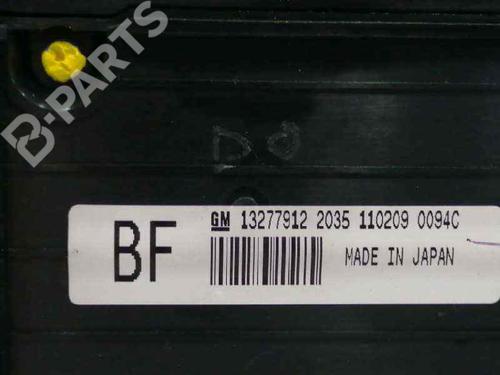 B-PARTS
BF
GM 13277912 2035 110209 0094C
MADE IN JAPAN